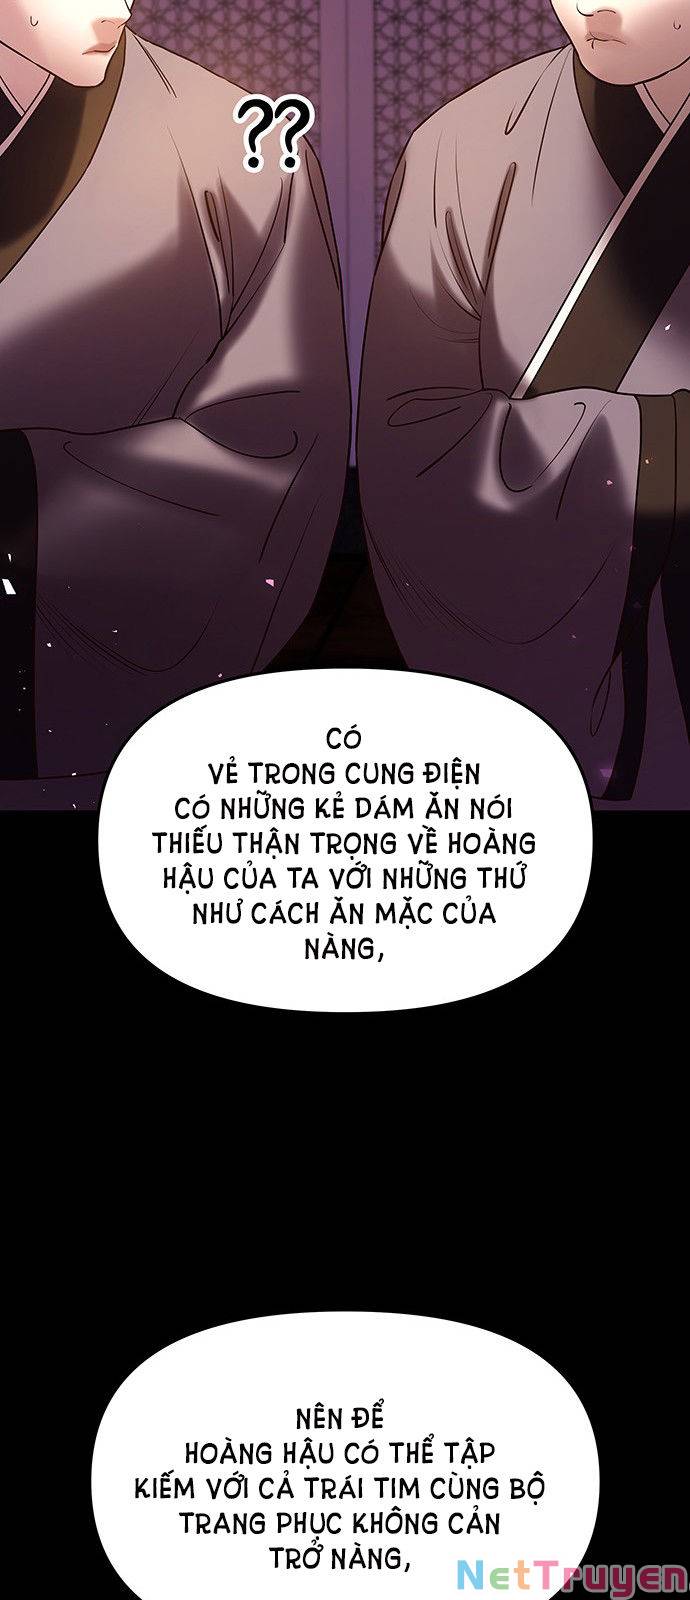 ??
CÓ
VẺ TRONG CUNG ĐIỆN
CÓ NHỮNG KẺ DÁM ĂN NÓI
THIẾU THẬN TRỌNG VỀ HOÀNG
HẬU CỦA TA VỚI NHỮNG THỨ
NHƯ CÁCH ĂN MẶC CỦA
NÀNG,
NÊN ĐỂ
HOÀNG HẬU CÓ THỂ TẬP
KIẾM VỚI CẢ TRÁI TIM CÙNG BỘ
TRANG PHỤC KHÔNG CẢN
TRỞ NÀNG,
NetTruyen